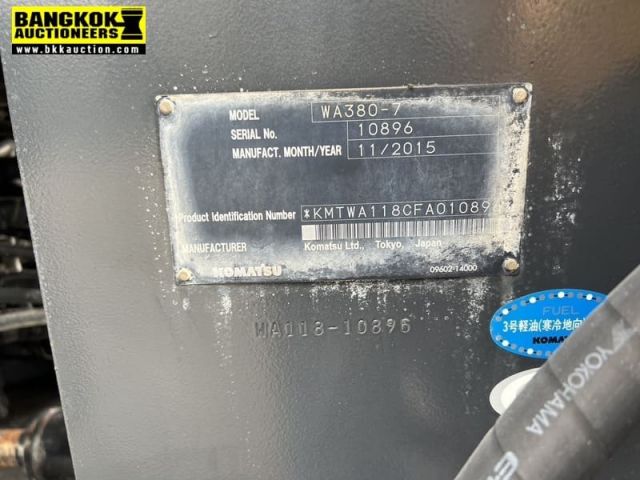 BANGKOK
AUCTIONEERS
www.bkkauction.com
MODEL WA380-7
SERIAL No. 10896
MANUFACT. MONTH/YEAR 11/2015
Product Identification Number *KMTWA118CFA01089
MANUFACTURER Komatsu Ltd., Tokyo, Japan
KOMATSU 09602-14000
WA118-10896
FUEL
3号軽油(寒冷地向)
YOKOHAMA